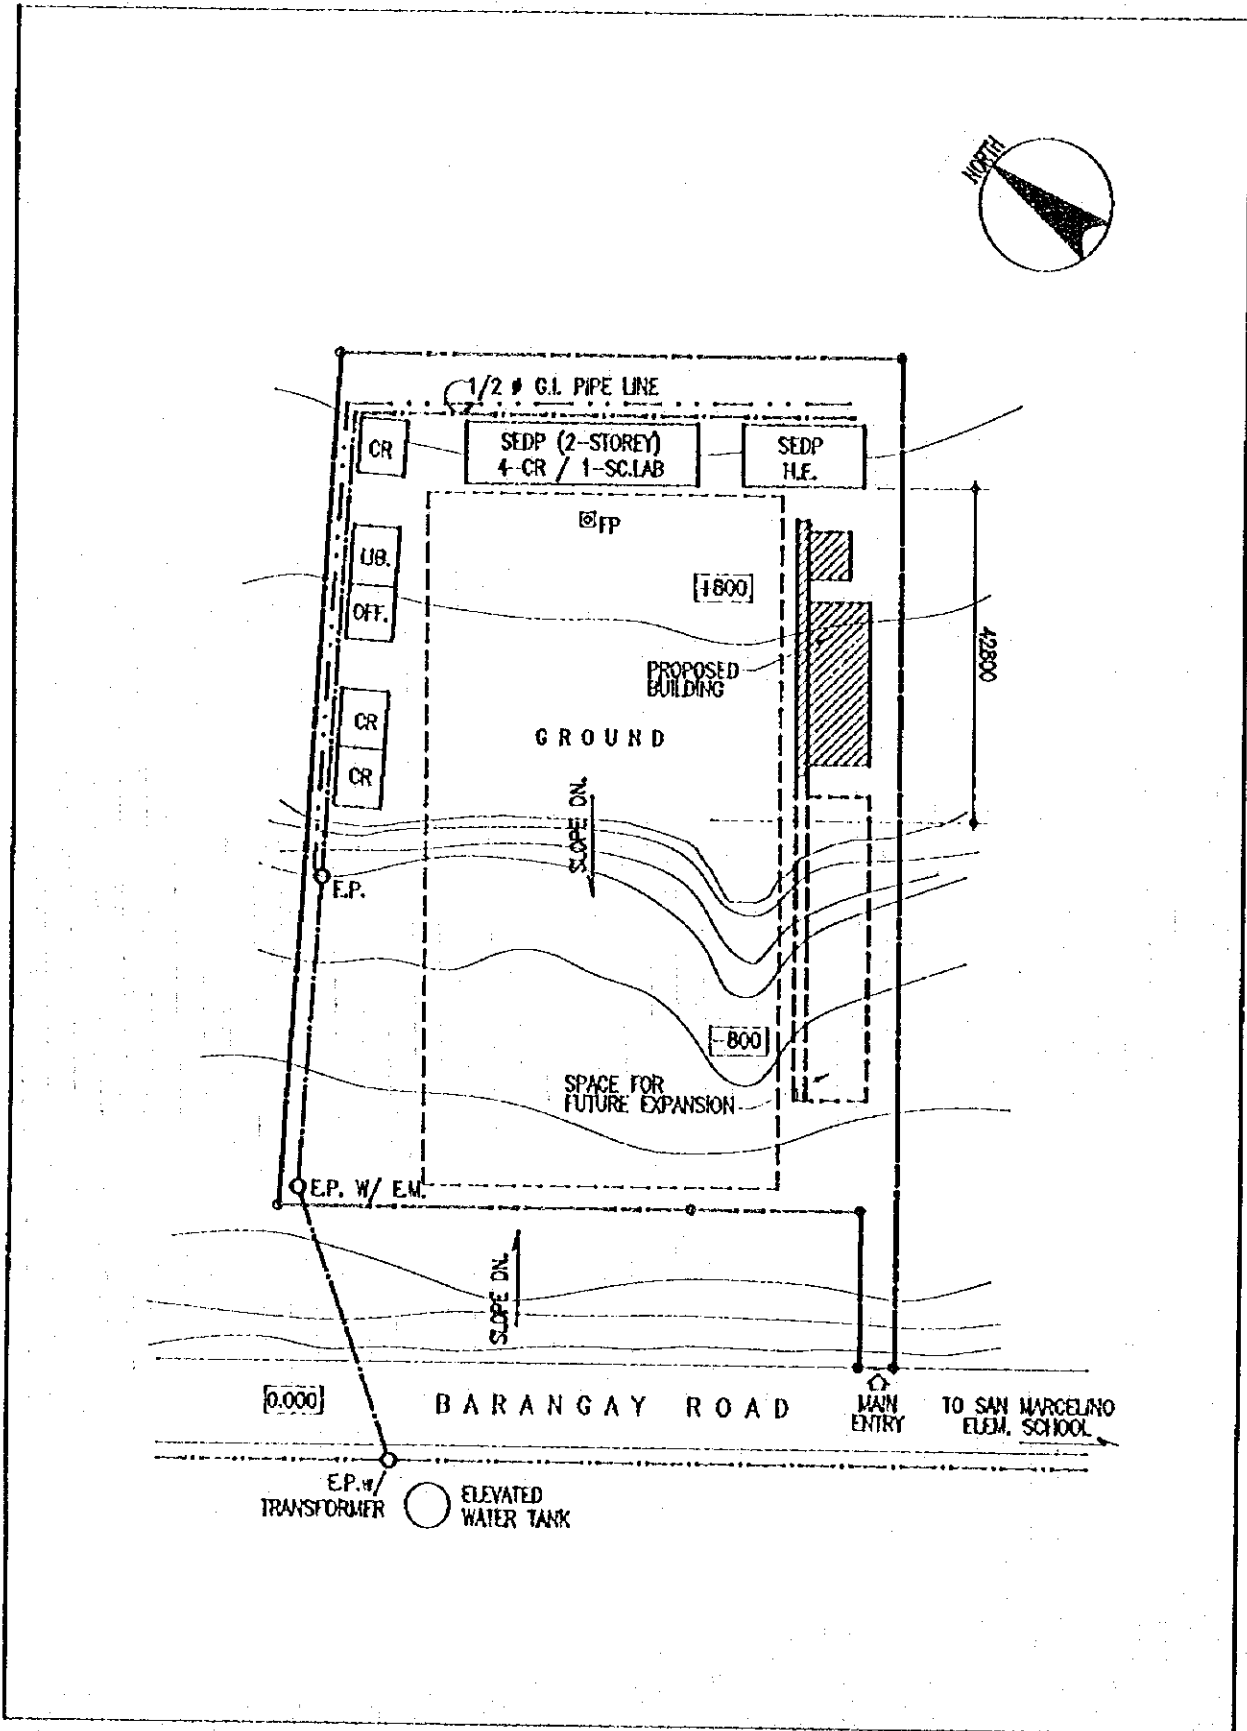 NORTH
1/2 ø G.I. PIPE LINE
CR
SEDP (2-STOREY)
4-CR / 1-SC.LAB
SEDP
H.E.
FP
LIB.
OFF.
[+800]
42800
PROPOSED
BUILDING
CR
CR
GROUND
SLOPE DN.
E.P.
[-800]
SPACE FOR
FUTURE EXPANSION
E.P. W/ E.M.
SLOPE DN.
[0.000]
BARANGAY ROAD
MAIN
ENTRY
TO SAN MARCELINO
ELEM. SCHOOL
E.P.w/
TRANSFORMER
ELEVATED
WATER TANK